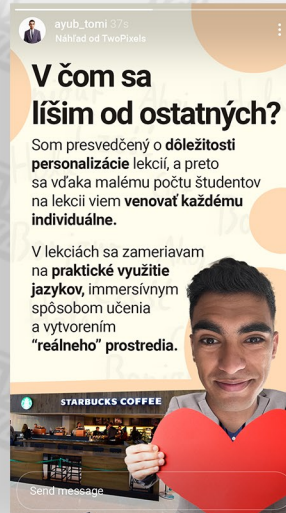 ayub_tomi 37s
Náhľad od TwoPixels
V čom sa
líšim od ostatných?
Som presvedčený o dôležitosti
personalizácie lekcií, a preto
sa vďaka malému počtu študentov
na lekcii viem venovať každému
individuálne.
V lekciách sa zameriavam
na praktické využitie
jazykov, immersívnym
spôsobom učenia
a vytvorením
“reálneho” prostredia.
STARBUCKS COFFEE
Send message